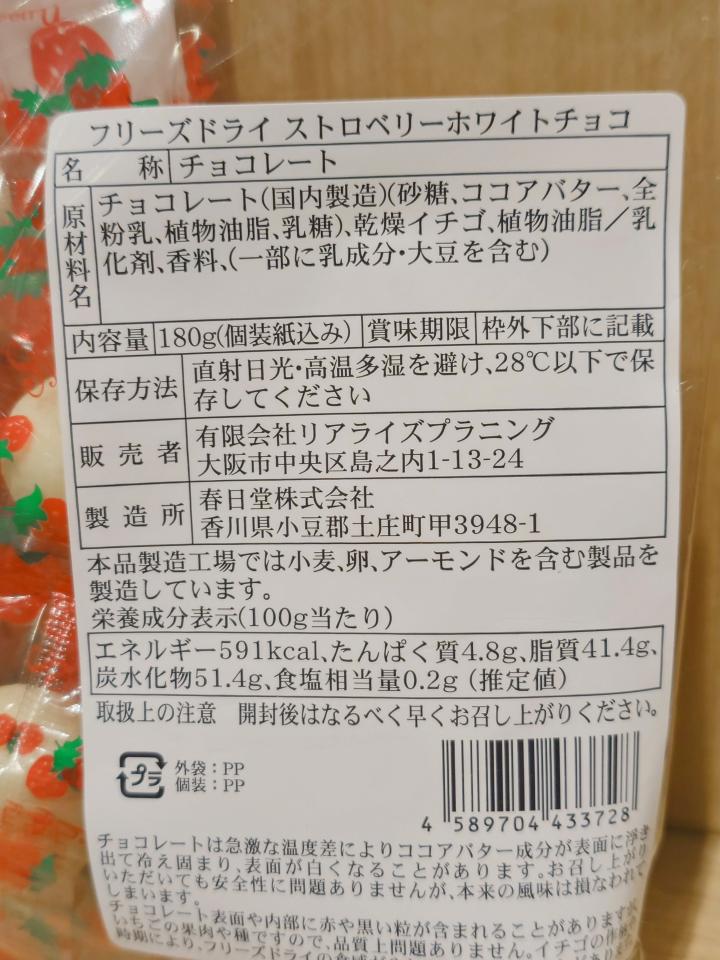 フリーズドライ ストロベリーホワイトチョコ
名 称 チョコレート
原材料名 チョコレート(国内製造)(砂糖、ココアバター、全
粉乳、植物油脂、乳糖)、乾燥イチゴ、植物油脂／乳
化剤、香料、(一部に乳成分・大豆を含む)
内容量 180g(個装紙込み) 賞味期限 枠外下部に記載
保存方法 直射日光・高温多湿を避け、28℃以下で保
存してください
販売者 有限会社リアライズプラニング
大阪市中央区島之内1-13-24
製造所 春日堂株式会社
香川県小豆郡土庄町甲3948-1
本品製造工場では小麦、卵、アーモンドを含む製品を
製造しています。
栄養成分表示(100g当たり)
エネルギー591kcal、たんぱく質4.8g、脂質41.4g、
炭水化物51.4g、食塩相当量0.2g (推定値)
取扱上の注意 開封後はなるべく早くお召し上がりください。
プラ 外袋：PP
個装：PP
4 589704 433728
チョコレートは急激な温度差によりココアバター成分が表面に浮き
出て冷え固まり、表面が白くなることがあります。お召し上がり
いただいても安全性に問題ありませんが、本来の風味は損なわれて
しまいます。
チョコレート表面や内部に赤や黒い粒が含まれることがありますが、
いちごの果肉や種ですので、品質上問題ありません。イチゴの
時期により、フリーズドライの